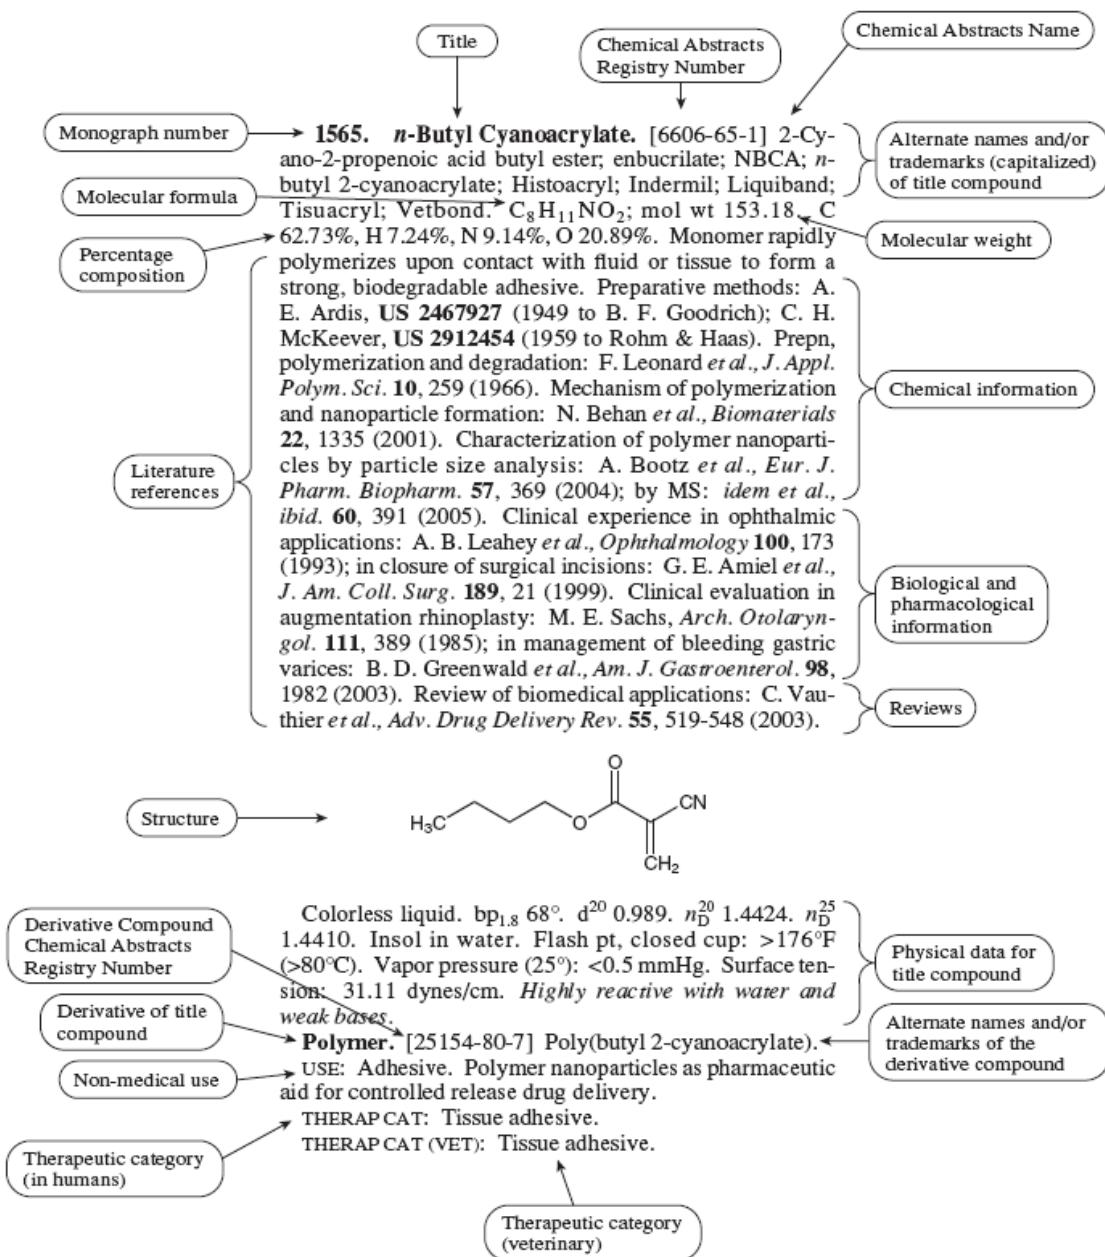 Title
Chemical Abstracts
Registry Number
Chemical Abstracts Name
Monograph number
1565. n-Butyl Cyanoacrylate. [6606-65-1] 2-Cy-
ano-2-propenoic acid butyl ester; enbucrilate; NBCA; n-
butyl 2-cyanoacrylate; Histoacryl; Indermil; Liquiband;
Tisuacryl; Vetbond. C8H11NO2; mol wt 153.18. C
62.73%, H 7.24%, N 9.14%, O 20.89%. Monomer rapidly
polymerizes upon contact with fluid or tissue to form a
strong, biodegradable adhesive. Preparative methods: A.
E. Ardis, US 2467927 (1949 to B. F. Goodrich); C. H.
McKeever, US 2912454 (1959 to Rohm & Haas). Prepn,
polymerization and degradation: F. Leonard et al., J. Appl.
Polym. Sci. 10, 259 (1966). Mechanism of polymerization
and nanoparticle formation: N. Behan et al., Biomaterials
22, 1335 (2001). Characterization of polymer nanoparti-
cles by particle size analysis: A. Bootz et al., Eur. J.
Pharm. Biopharm. 57, 369 (2004); by MS: idem et al.,
ibid. 60, 391 (2005). Clinical experience in ophthalmic
applications: A. B. Leahey et al., Ophthalmology 100, 173
(1993); in closure of surgical incisions: G. E. Amiel et al.,
J. Am. Coll. Surg. 189, 21 (1999). Clinical evaluation in
augmentation rhinoplasty: M. E. Sachs, Arch. Otolaryn-
gol. 111, 389 (1985); in management of bleeding gastric
varices: B. D. Greenwald et al., Am. J. Gastroenterol. 98,
1982 (2003). Review of biomedical applications: C. Vau-
thier et al., Adv. Drug Delivery Rev. 55, 519-548 (2003).
Alternate names and/or
trademarks (capitalized)
of title compound
Molecular formula
Molecular weight
Percentage
composition
Chemical information
Literature
references
Biological and
pharmacological
information
Reviews
Structure
H3C
O
O
CN
CH2
Colorless liquid. bp1.8 68°. d20 0.989. nD20 1.4424. nD25
1.4410. Insol in water. Flash pt, closed cup: >176°F
(>80°C). Vapor pressure (25°): <0.5 mmHg. Surface ten-
sion: 31.11 dynes/cm. Highly reactive with water and
weak bases.
Polymer. [25154-80-7] Poly(butyl 2-cyanoacrylate).
USE: Adhesive. Polymer nanoparticles as pharmaceutic
aid for controlled release drug delivery.
THERAP CAT: Tissue adhesive.
THERAP CAT (VET): Tissue adhesive.
Derivative Compound
Chemical Abstracts
Registry Number
Physical data for
title compound
Derivative of title
compound
Alternate names and/or
trademarks of the
derivative compound
Non-medical use
Therapeutic category
(in humans)
Therapeutic category
(veterinary)